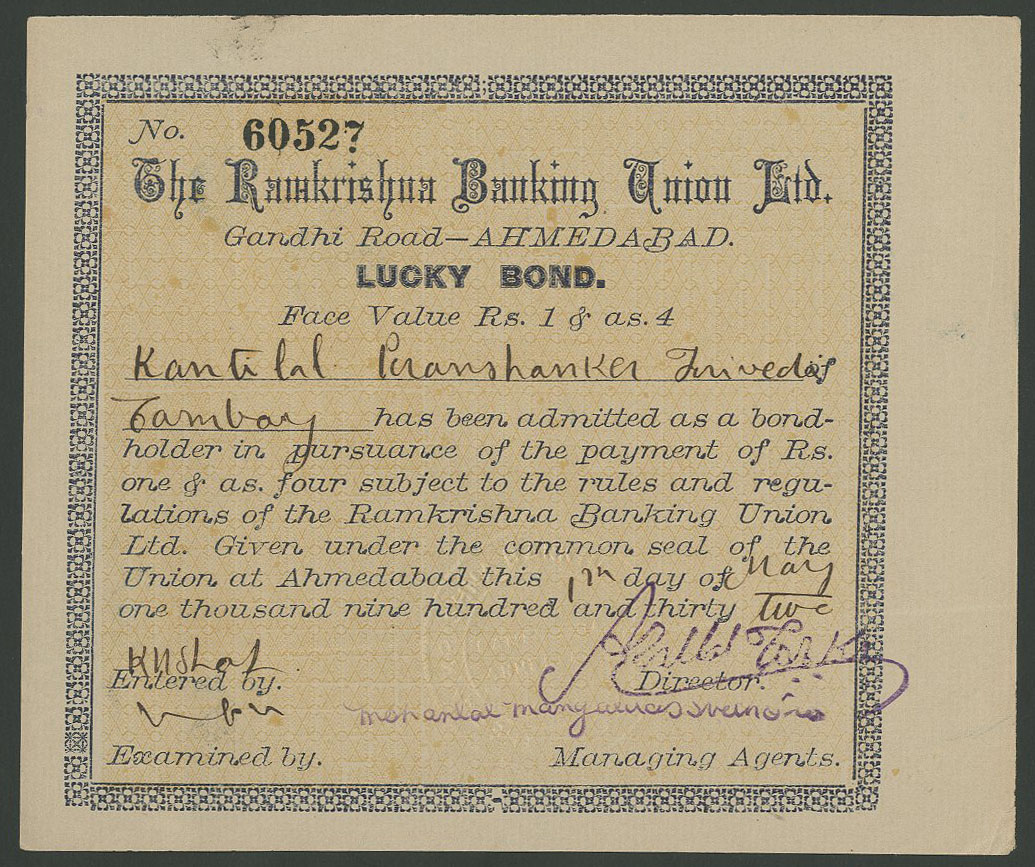 No. 60527
The Ramkrishna Banking Union Ltd.
Gandhi Road—AHMEDABAD.
LUCKY BOND.
Face Value Rs. 1 & as. 4
Kantilal Pranshanker Trivedi of
has been admitted as a bond-
holder in pursuance of the payment of Rs.
one & as. four subject to the rules and regu-
lations of the Ramkrishna Banking Union
Ltd. Given under the common seal of the
Union at Ahmedabad this day of May
one thousand nine hundred and thirty two
Entered by. Director.
Mohanlal
Examined by. Managing Agents.